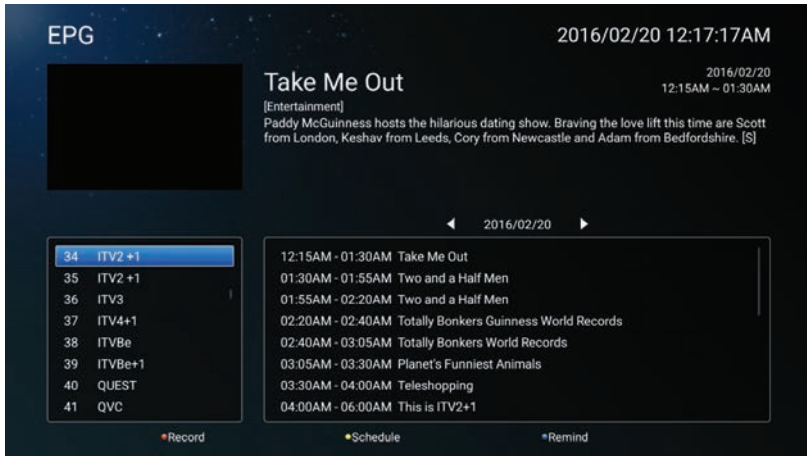 EPG
2016/02/20 12:17:17AM
Take Me Out
2016/02/20
12:15AM ~ 01:30AM
[Entertainment]
Paddy McGuinness hosts the hilarious dating show. Braving the love lift this time are Scott
from London, Keshav from Leeds, Cory from Newcastle and Adam from Bedfordshire. [S]
2016/02/20
34 ITV2 +1
35 ITV2 +1
36 ITV3
37 ITV4+1
38 ITVBe
39 ITVBe+1
40 QUEST
41 QVC
12:15AM - 01:30AM Take Me Out
01:30AM - 01:55AM Two and a Half Men
01:55AM - 02:20AM Two and a Half Men
02:20AM - 02:40AM Totally Bonkers Guinness World Records
02:40AM - 03:05AM Totally Bonkers World Records
03:05AM - 03:30AM Planet's Funniest Animals
03:30AM - 04:00AM Teleshopping
04:00AM - 06:00AM This is ITV2+1
Record
Schedule
Remind